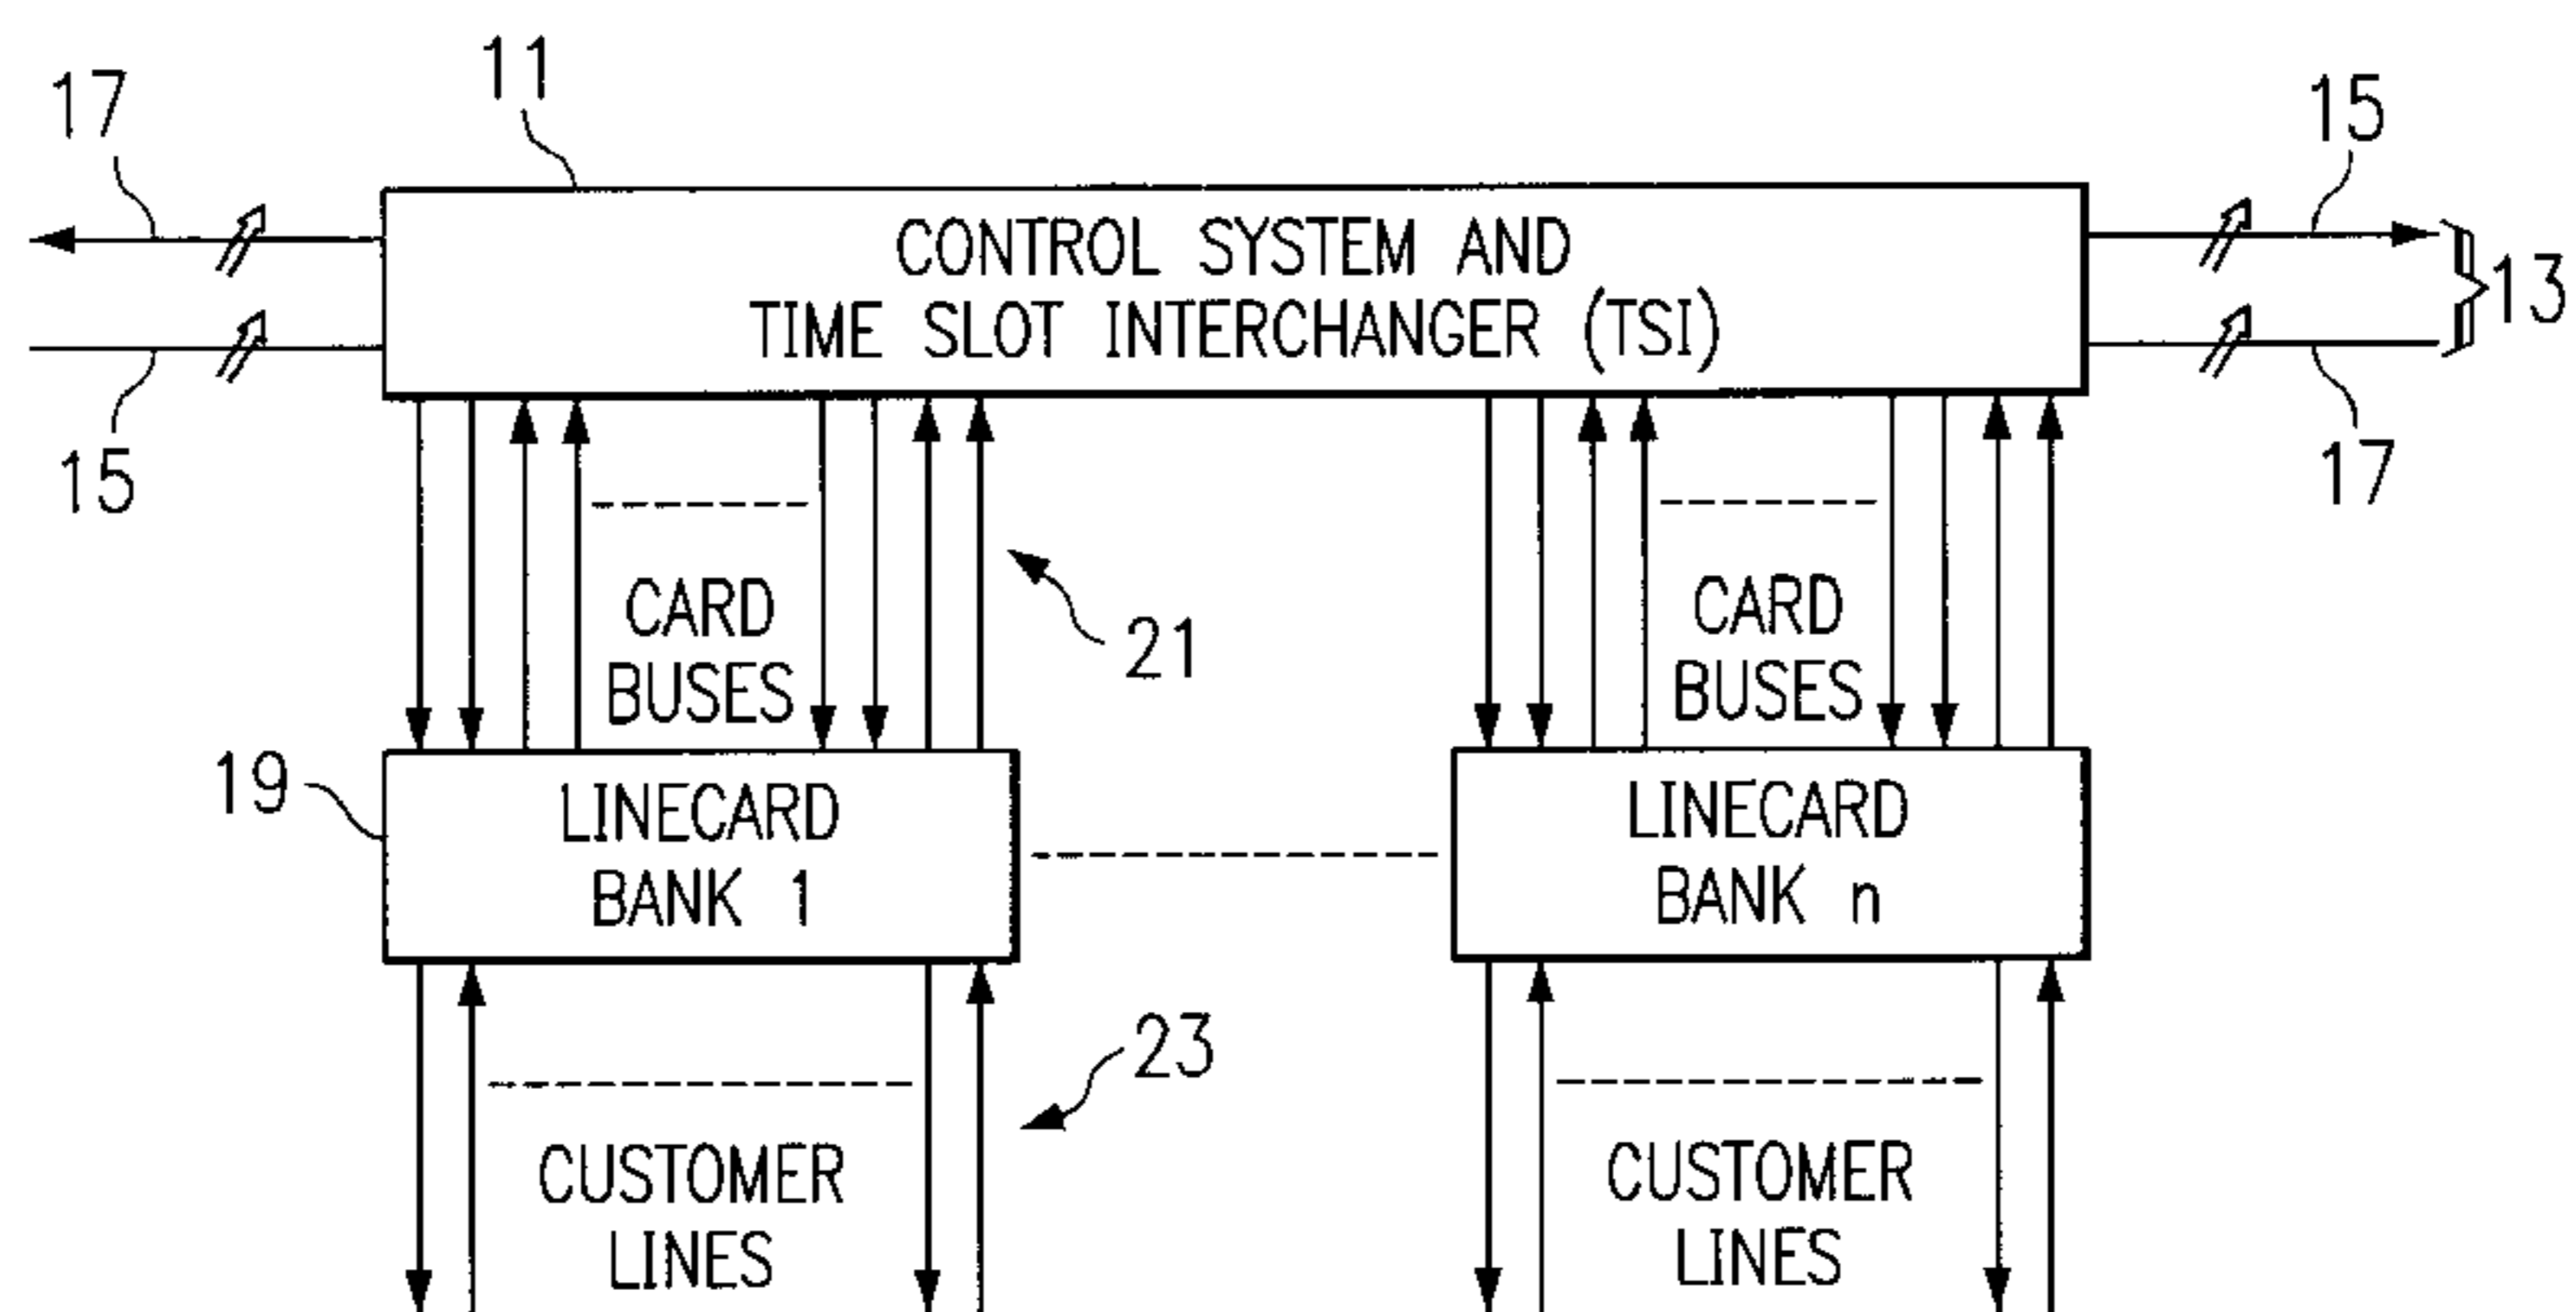 11
17
15
CONTROL SYSTEM AND
TIME SLOT INTERCHANGER (TSI)
13
15
17
CARD
BUSES
21
CARD
BUSES
19
LINECARD
BANK 1
LINECARD
BANK n
23
CUSTOMER
LINES
CUSTOMER
LINES